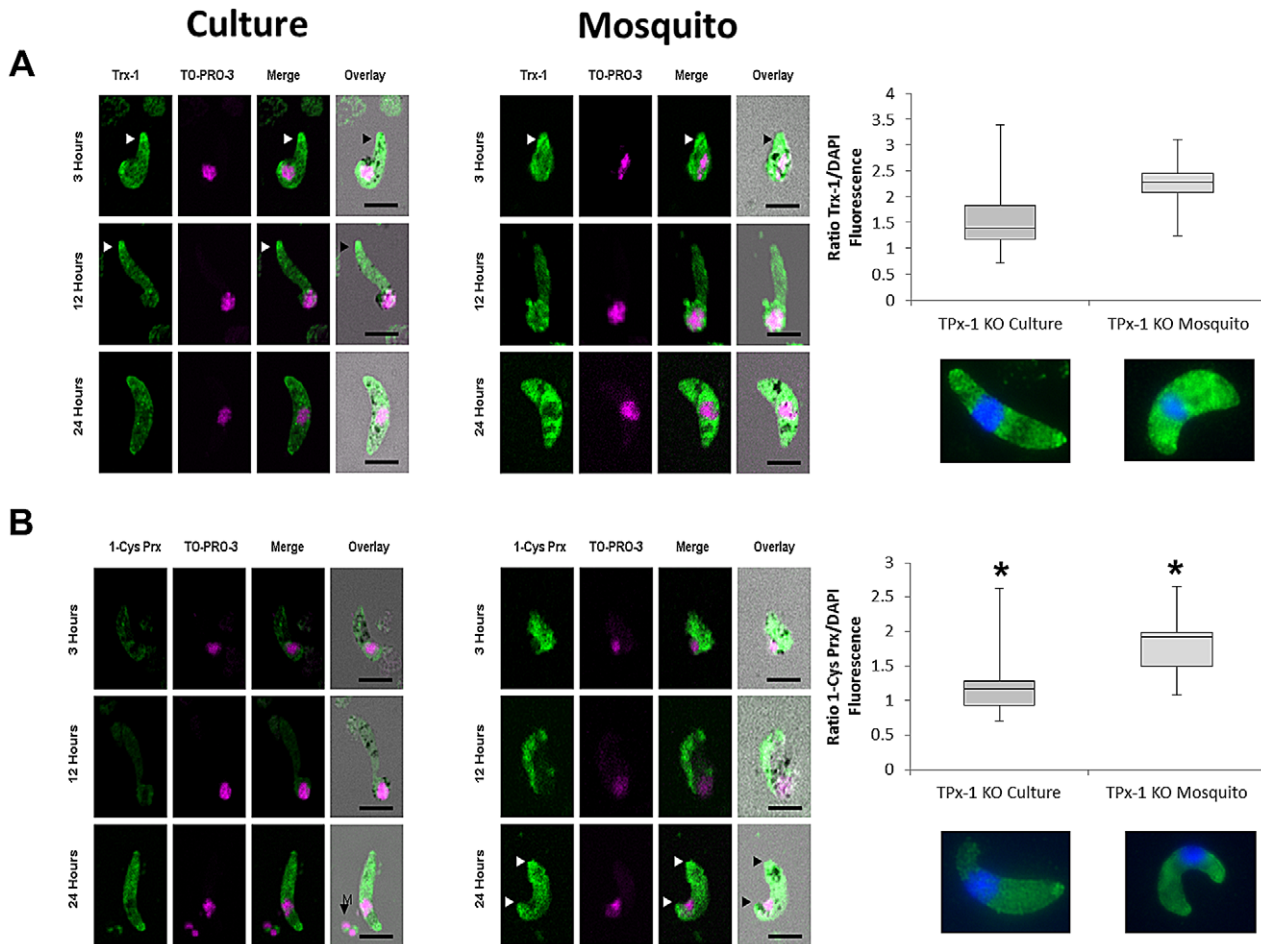 Culture
Mosquito
A
Trx-1 TO-PRO-3 Merge Overlay
3 Hours
12 Hours
24 Hours
Trx-1 TO-PRO-3 Merge Overlay
3 Hours
12 Hours
24 Hours
Ratio Trx-1/DAPI
Fluorescence
4
3.5
3
2.5
2
1.5
1
0.5
0
TPx-1 KO Culture TPx-1 KO Mosquito
B
1-Cys Prx TO-PRO-3 Merge Overlay
3 Hours
12 Hours
24 Hours
M
1-Cys Prx TO-PRO-3 Merge Overlay
3 Hours
12 Hours
24 Hours
Ratio 1-Cys Prx/DAPI
Fluorescence
3
2.5
2
1.5
1
0.5
0
* *
TPx-1 KO Culture TPx-1 KO Mosquito